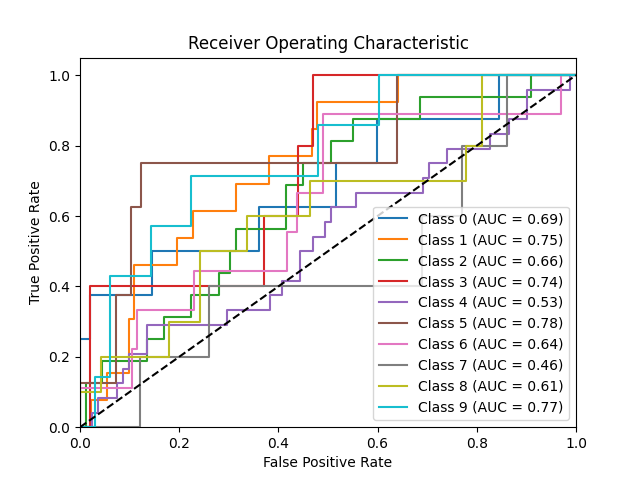 Receiver Operating Characteristic
True Positive Rate
1.0
0.8
0.6
0.4
0.2
0.0
Class 0 (AUC = 0.69)
Class 1 (AUC = 0.75)
Class 2 (AUC = 0.66)
Class 3 (AUC = 0.74)
Class 4 (AUC = 0.53)
Class 5 (AUC = 0.78)
Class 6 (AUC = 0.64)
Class 7 (AUC = 0.46)
Class 8 (AUC = 0.61)
Class 9 (AUC = 0.77)
0.0 0.2 0.4 0.6 0.8 1.0
False Positive Rate